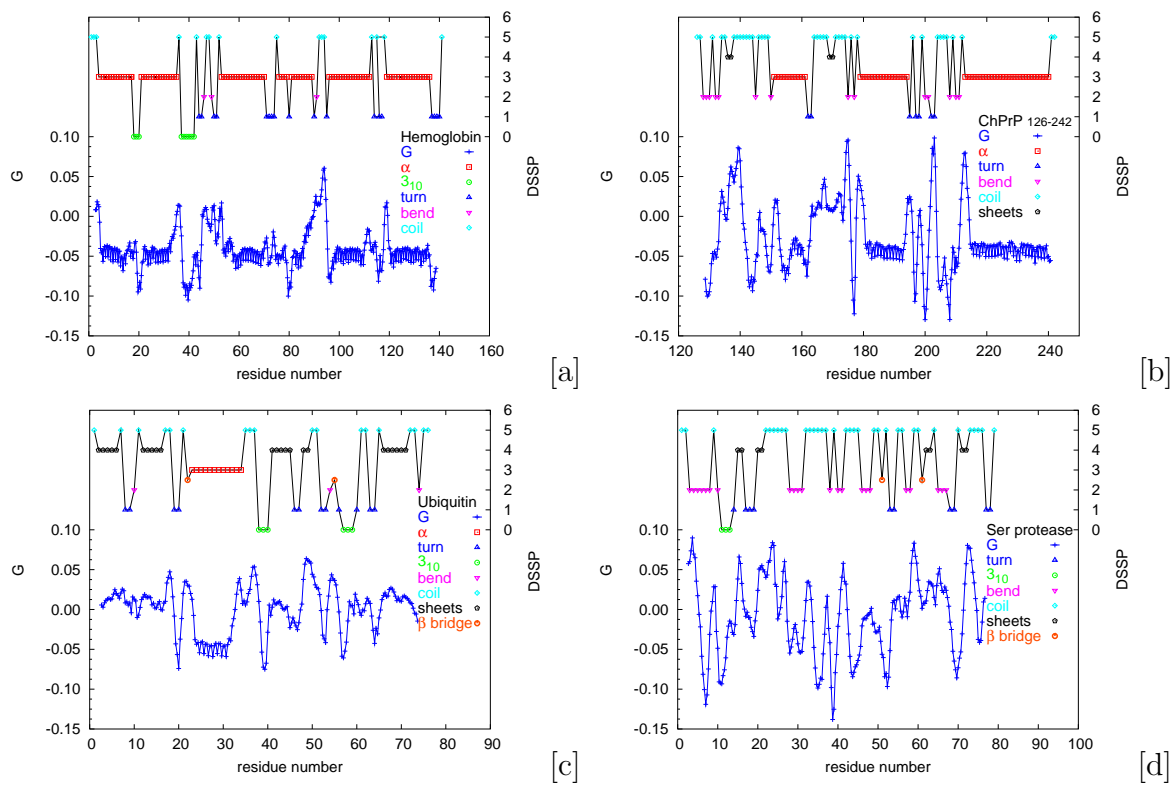 6
5
4
3
2
1
0
DSSP
0.10
0.05
0.00
-0.05
-0.10
-0.15
G
Hemoglobin
G
α
3₁₀
turn
bend
coil
0 20 40 60 80 100 120 140 160
residue number
[a]
6
5
4
3
2
1
0
DSSP
0.10
0.05
0.00
-0.05
-0.10
-0.15
G
ChPrP 126-242
G
α
turn
bend
coil
sheets
120 140 160 180 200 220 240
residue number
[b]
6
5
4
3
2
1
0
DSSP
0.10
0.05
0.00
-0.05
-0.10
-0.15
G
Ubiquitin
G
α
turn
3₁₀
bend
coil
sheets
β bridge
0 10 20 30 40 50 60 70 80 90
residue number
[c]
6
5
4
3
2
1
0
DSSP
0.10
0.05
0.00
-0.05
-0.10
-0.15
G
Ser protease
G
turn
3₁₀
bend
coil
sheets
β bridge
0 10 20 30 40 50 60 70 80 90 100
residue number
[d]